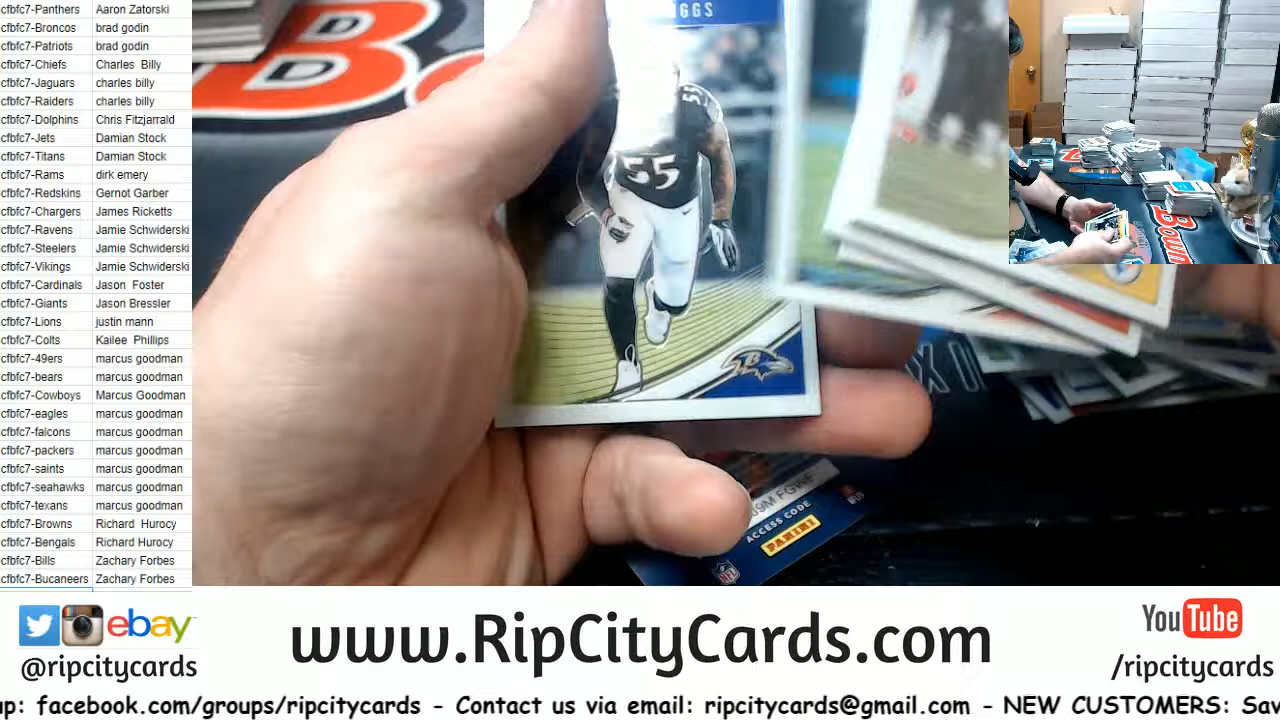 cfbfc7-Panthers Aaron Zatorski
cfbfc7-Broncos brad godin
cfbfc7-Patriots brad godin
cfbfc7-Chiefs Charles Billy
cfbfc7-Jaguars charles billy
cfbfc7-Raiders charles billy
cfbfc7-Dolphins Chris Fitzjarrald
cfbfc7-Jets Damian Stock
cfbfc7-Titans Damian Stock
cfbfc7-Rams dirk emery
cfbfc7-Redskins Gernot Garber
cfbfc7-Chargers James Ricketts
cfbfc7-Ravens Jamie Schwiderski
cfbfc7-Steelers Jamie Schwiderski
cfbfc7-Vikings Jamie Schwiderski
cfbfc7-Cardinals Jason Foster
cfbfc7-Giants Jason Bressler
cfbfc7-Lions justin mann
cfbfc7-Colts Kailee Phillips
cfbfc7-49ers marcus goodman
cfbfc7-bears marcus goodman
cfbfc7-Cowboys Marcus Goodman
cfbfc7-eagles marcus goodman
cfbfc7-falcons marcus goodman
cfbfc7-packers marcus goodman
cfbfc7-saints marcus goodman
cfbfc7-seahawks marcus goodman
cfbfc7-texans marcus goodman
cfbfc7-Browns Richard Hurocy
cfbfc7-Bengals Richard Hurocy
cfbfc7-Bills Zachary Forbes
cfbfc7-Bucaneers Zachary Forbes
GGS
55
ACCESS CODE
PANINI
NFL
ebay
@ripcitycards
www.RipCityCards.com
YouTube
/ripcitycards
up: facebook.com/groups/ripcitycards - Contact us via email: ripcitycards@gmail.com - NEW CUSTOMERS: Sav